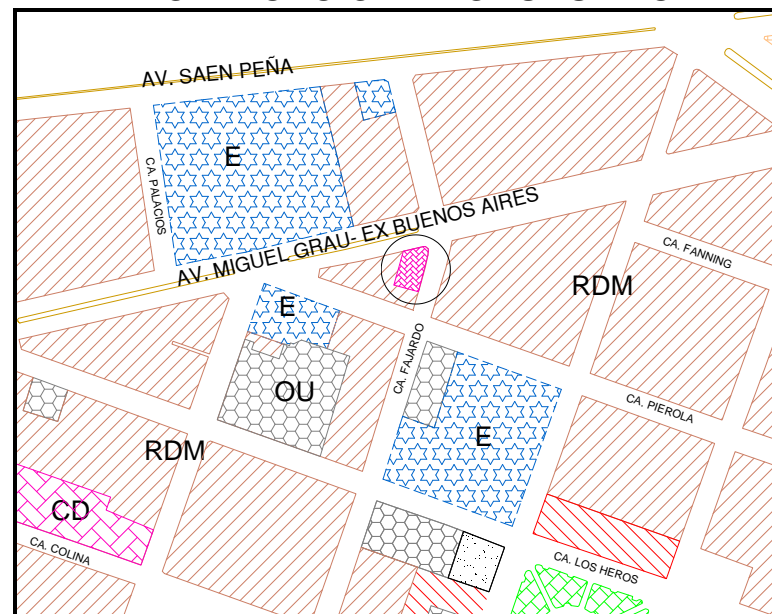 AV. SAEN PEÑA
E
CA. PALACIOS
AV. MIGUEL GRAU- EX BUENOS AIRES
CA. FANNING
RDM
E
CA. FAJARDO
OU
CA. PIEROLA
E
RDM
CD
CA. COLINA
CA. LOS HEROS